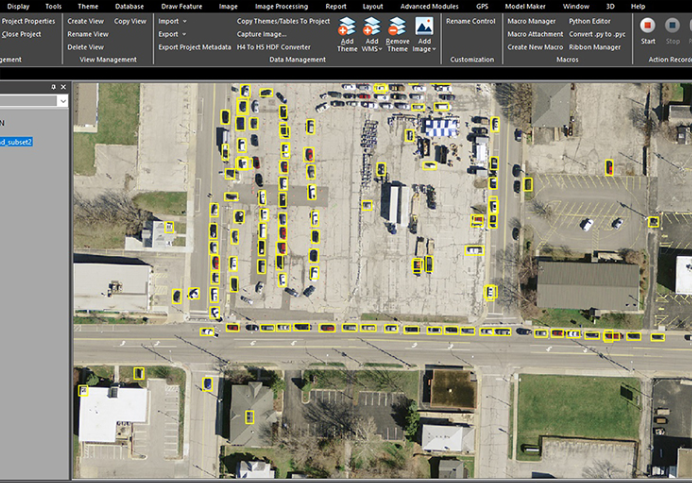 Display Tools Theme Database Draw Feature Image Image Processing Report Layout Advanced Modules GPS Model Maker Window 3D Help
Project Properties Create View Copy View Import Copy Themes/Tables To Project Rename Control Macro Manager Python Editor
Close Project Rename View Export Capture Image... Macro Attachment Convert .py to .pyc
Delete View Export Project Metadata H4 To H5 HDF Converter Create New Macro Ribbon Manager
Add Theme Add WMS Remove Theme Add Image Start Stop
View Management Data Management Customization Macros